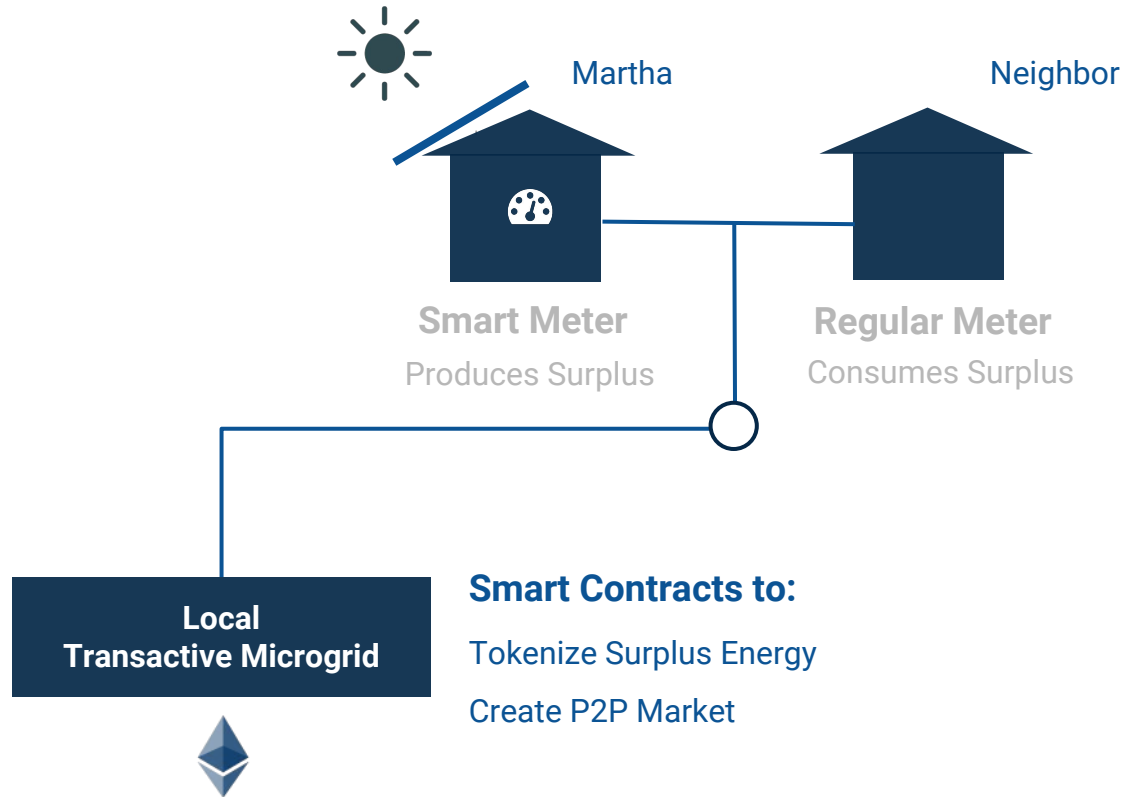 Martha
Neighbor
Smart Meter
Produces Surplus
Regular Meter
Consumes Surplus
Local
Transactive Microgrid
Smart Contracts to:
Tokenize Surplus Energy
Create P2P Market